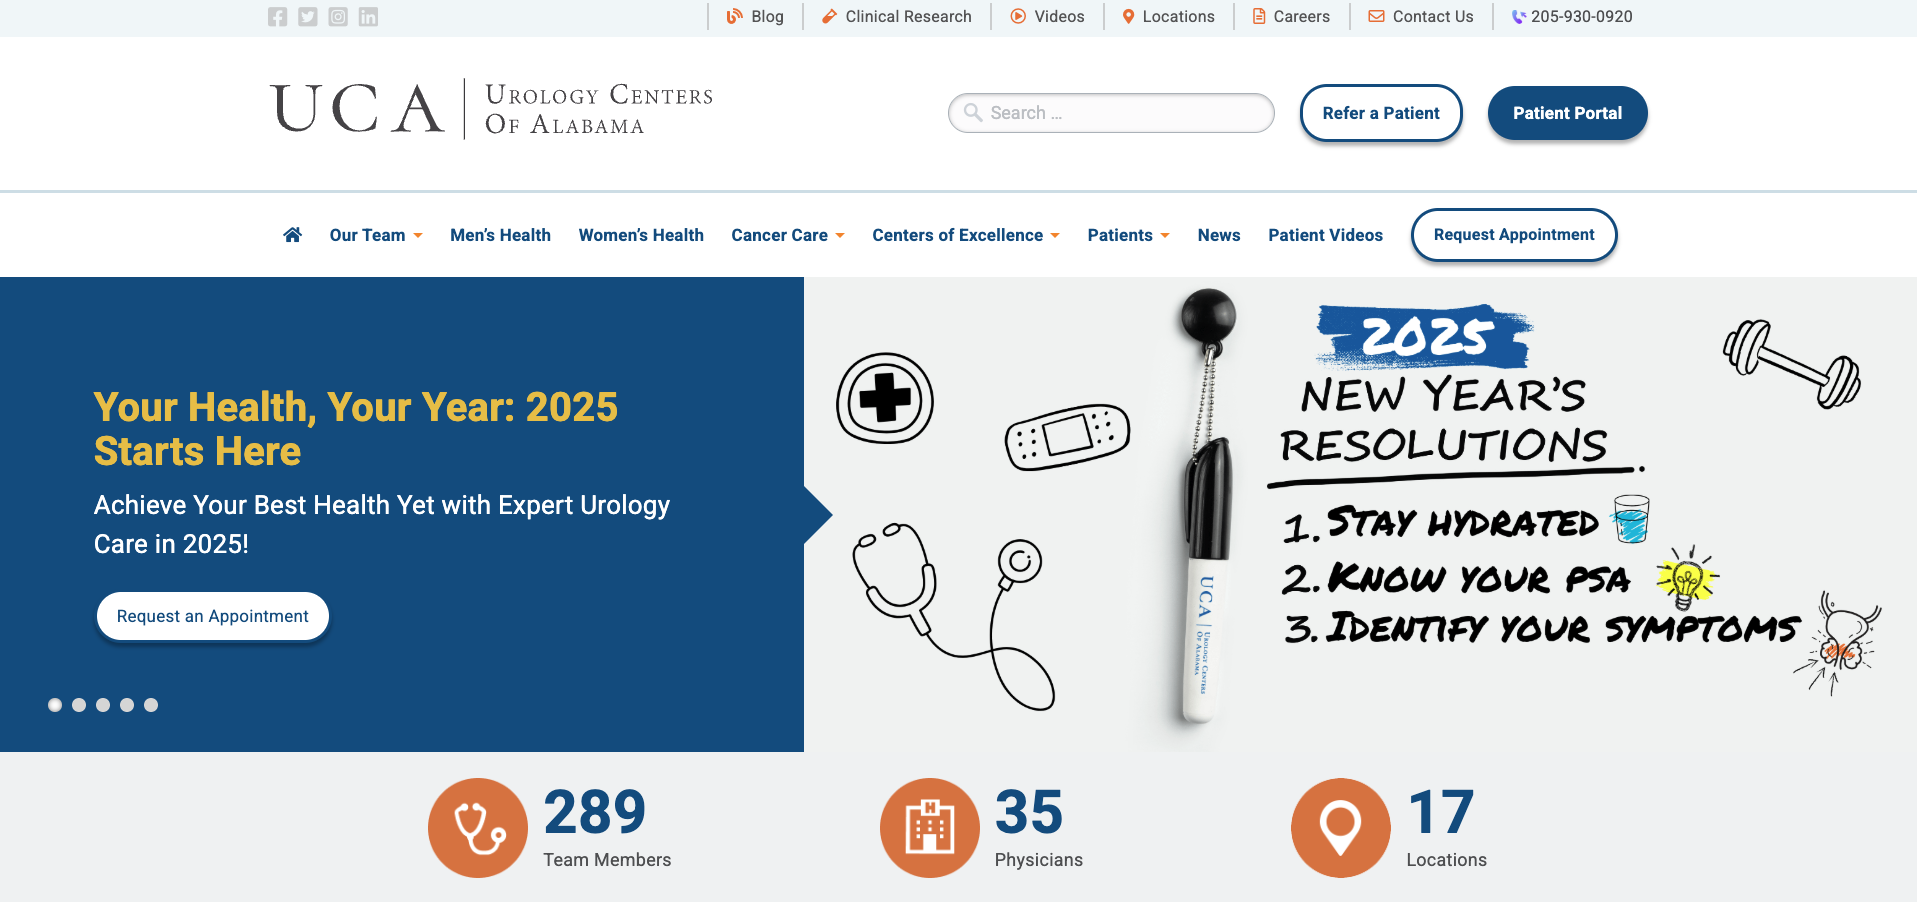 Blog
Clinical Research
Videos
Locations
Careers
Contact Us
205-930-0920
UCA
Urology Centers
Of Alabama
Search ...
Refer a Patient
Patient Portal
Our Team
Men's Health
Women's Health
Cancer Care
Centers of Excellence
Patients
News
Patient Videos
Request Appointment
Your Health, Your Year: 2025
Starts Here
Achieve Your Best Health Yet with Expert Urology
Care in 2025!
Request an Appointment
2025
NEW YEAR'S
RESOLUTIONS
1. STAY HYDRATED
2. KNOW YOUR PSA
3. IDENTIFY YOUR SYMPTOMS
UCA
Urology Centers
Of Alabama
289
Team Members
H
35
Physicians
17
Locations